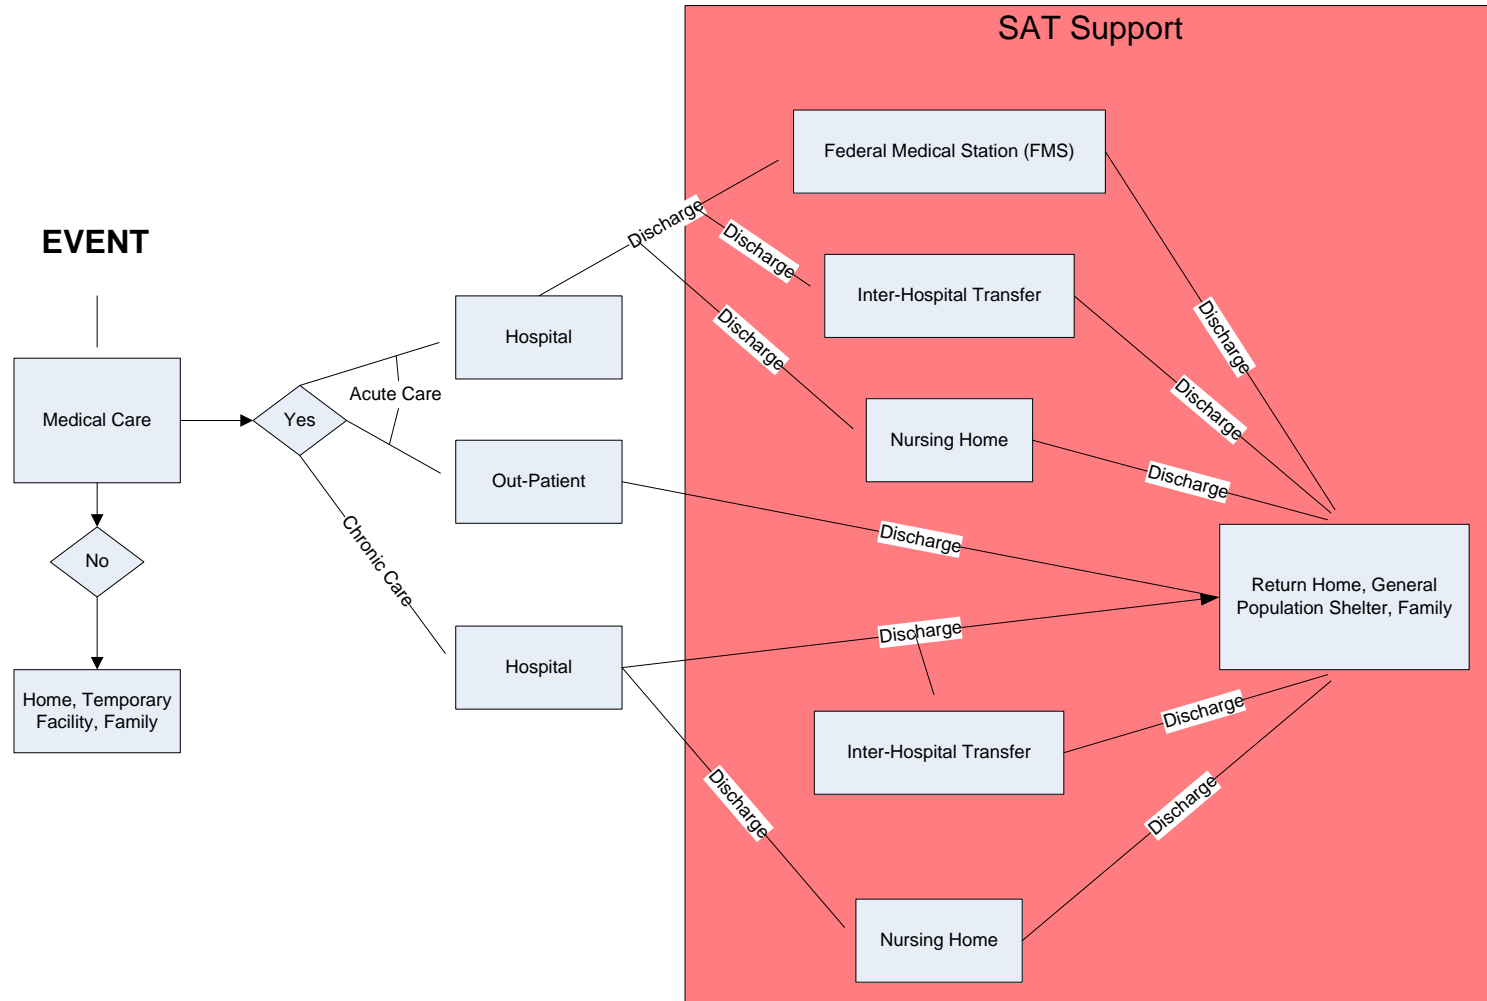 SAT Support
EVENT
Federal Medical Station (FMS)
Discharge
Discharge
Inter-Hospital Transfer
Discharge
Hospital
Discharge
Medical Care
Yes
Acute Care
Discharge
Nursing Home
Discharge
Out-Patient
Discharge
No
Chronic Care
Return Home, General
Population Shelter, Family
Discharge
Hospital
Home, Temporary
Facility, Family
Inter-Hospital Transfer
Discharge
Discharge
Discharge
Nursing Home